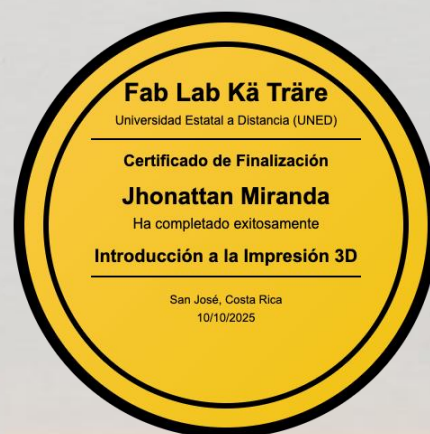 Fab Lab Kä Träre
Universidad Estatal a Distancia (UNED)
Certificado de Finalización
Jhonattan Miranda
Ha completado exitosamente
Introducción a la Impresión 3D
San José, Costa Rica
10/10/2025